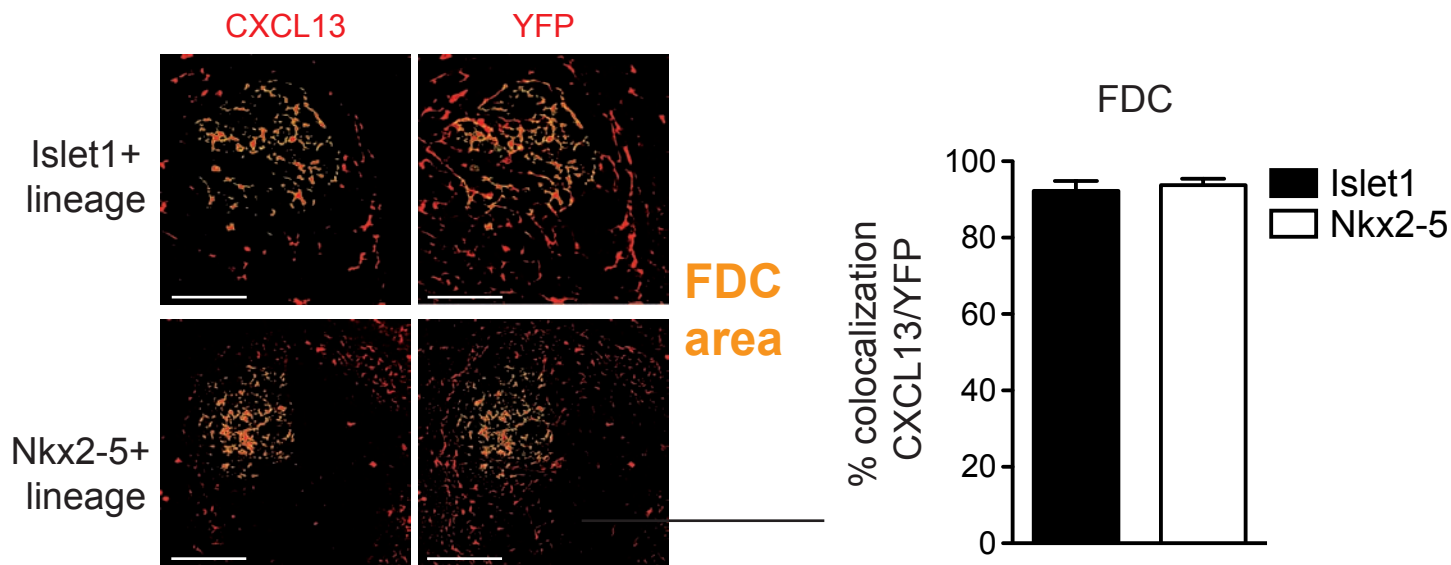 CXCL13
YFP
Islet1+
lineage
Nkx2-5+
lineage
FDC
area
FDC
% colocalization
CXCL13/YFP
100
80
60
40
20
0
Islet1
Nkx2-5